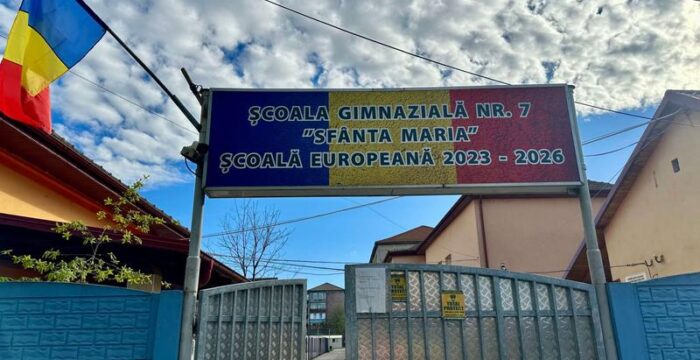 ȘCOALA GIMNAZIALĂ NR. 7
"SFÂNTA MARIA"
ȘCOALĂ EUROPEANĂ 2023 - 2026